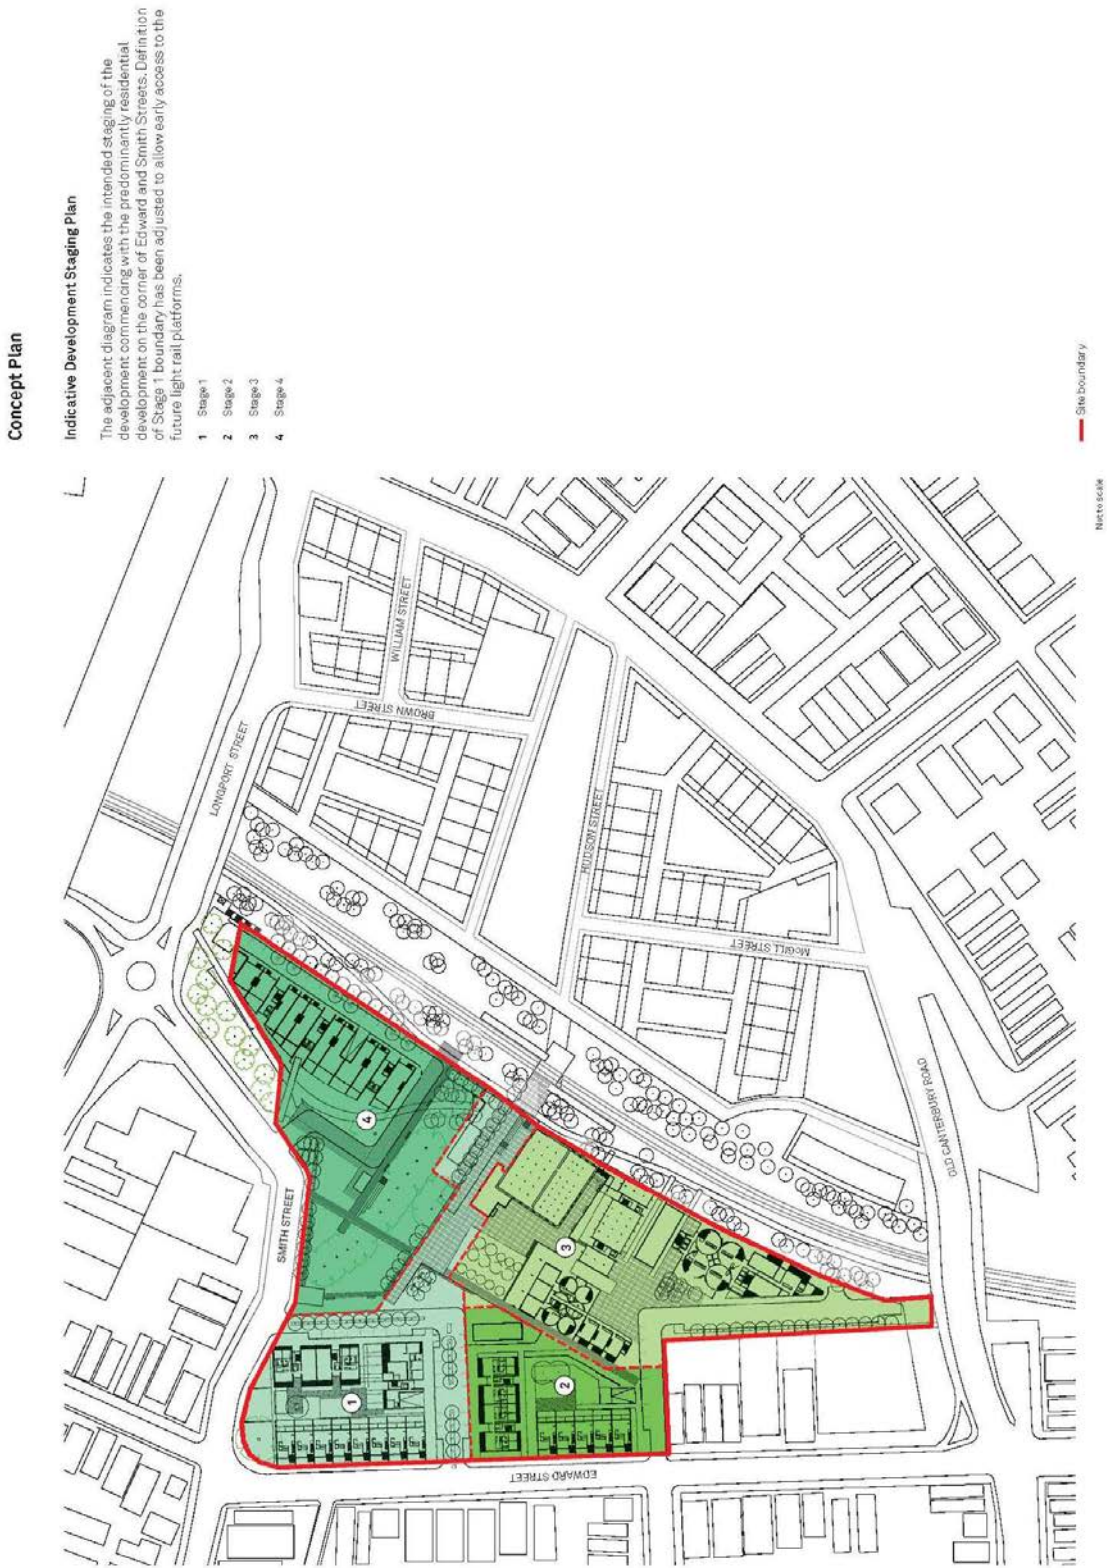 Concept Plan
Indicative Development Staging Plan
The adjacent diagram indicates the intended staging of the
development commencing with the predominantly residential
development on the corner of Edward and Smith Streets. Definition
of Stage 1 boundary has been adjusted to allow early access to the
future light rail platforms.
1 Stage 1
2 Stage 2
3 Stage 3
4 Stage 4
LONGPORT STREET
WILLIAM STREET
BROWN STREET
SMITH STREET
HUDSON STREET
McGILL STREET
OLD CANTERBURY ROAD
EDWARD STREET
1
2
3
4
Not to scale
Site boundary